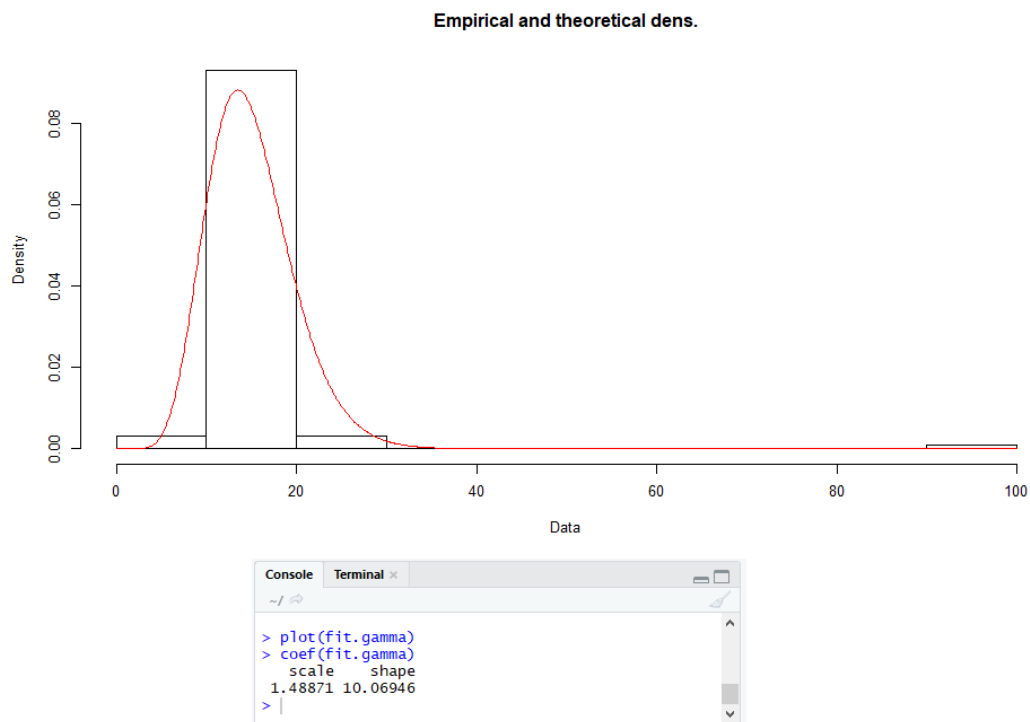 Empirical and theoretical dens.
Density
0.00 0.02 0.04 0.06 0.08
0 20 40 60 80 100
Data
Console Terminal ×
~/
> plot(fit.gamma)
> coef(fit.gamma)
scale shape
1.48871 10.06946
>